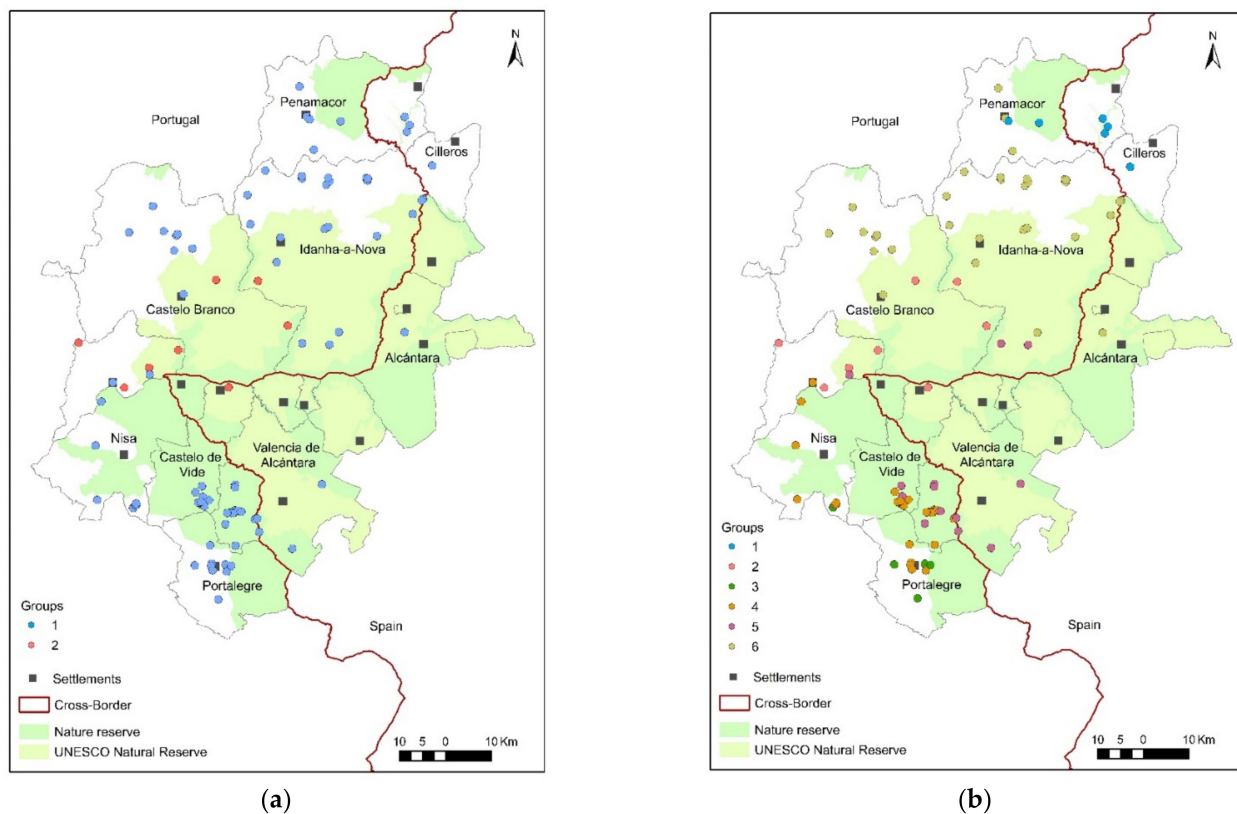 N
Penamacor
Portugal
Cilleros
Idanha-a-Nova
Castelo Branco
Alcántara
Nisa
Valencia de
Alcántara
Castelo de
Vide
Portalegre
Groups
1
2
Spain
Settlements
Cross-Border
Nature reserve
UNESCO Natural Reserve
10 5 0 10 Km
(a)
N
Penamacor
Portugal
Cilleros
Idanha-a-Nova
Castelo Branco
Alcántara
Nisa
Valencia de
Alcántara
Castelo de
Vide
Groups
1
2
3
4
5
6
Portalegre
Spain
Settlements
Cross-Border
Nature reserve
UNESCO Natural Reserve
10 5 0 10 Km
(b)